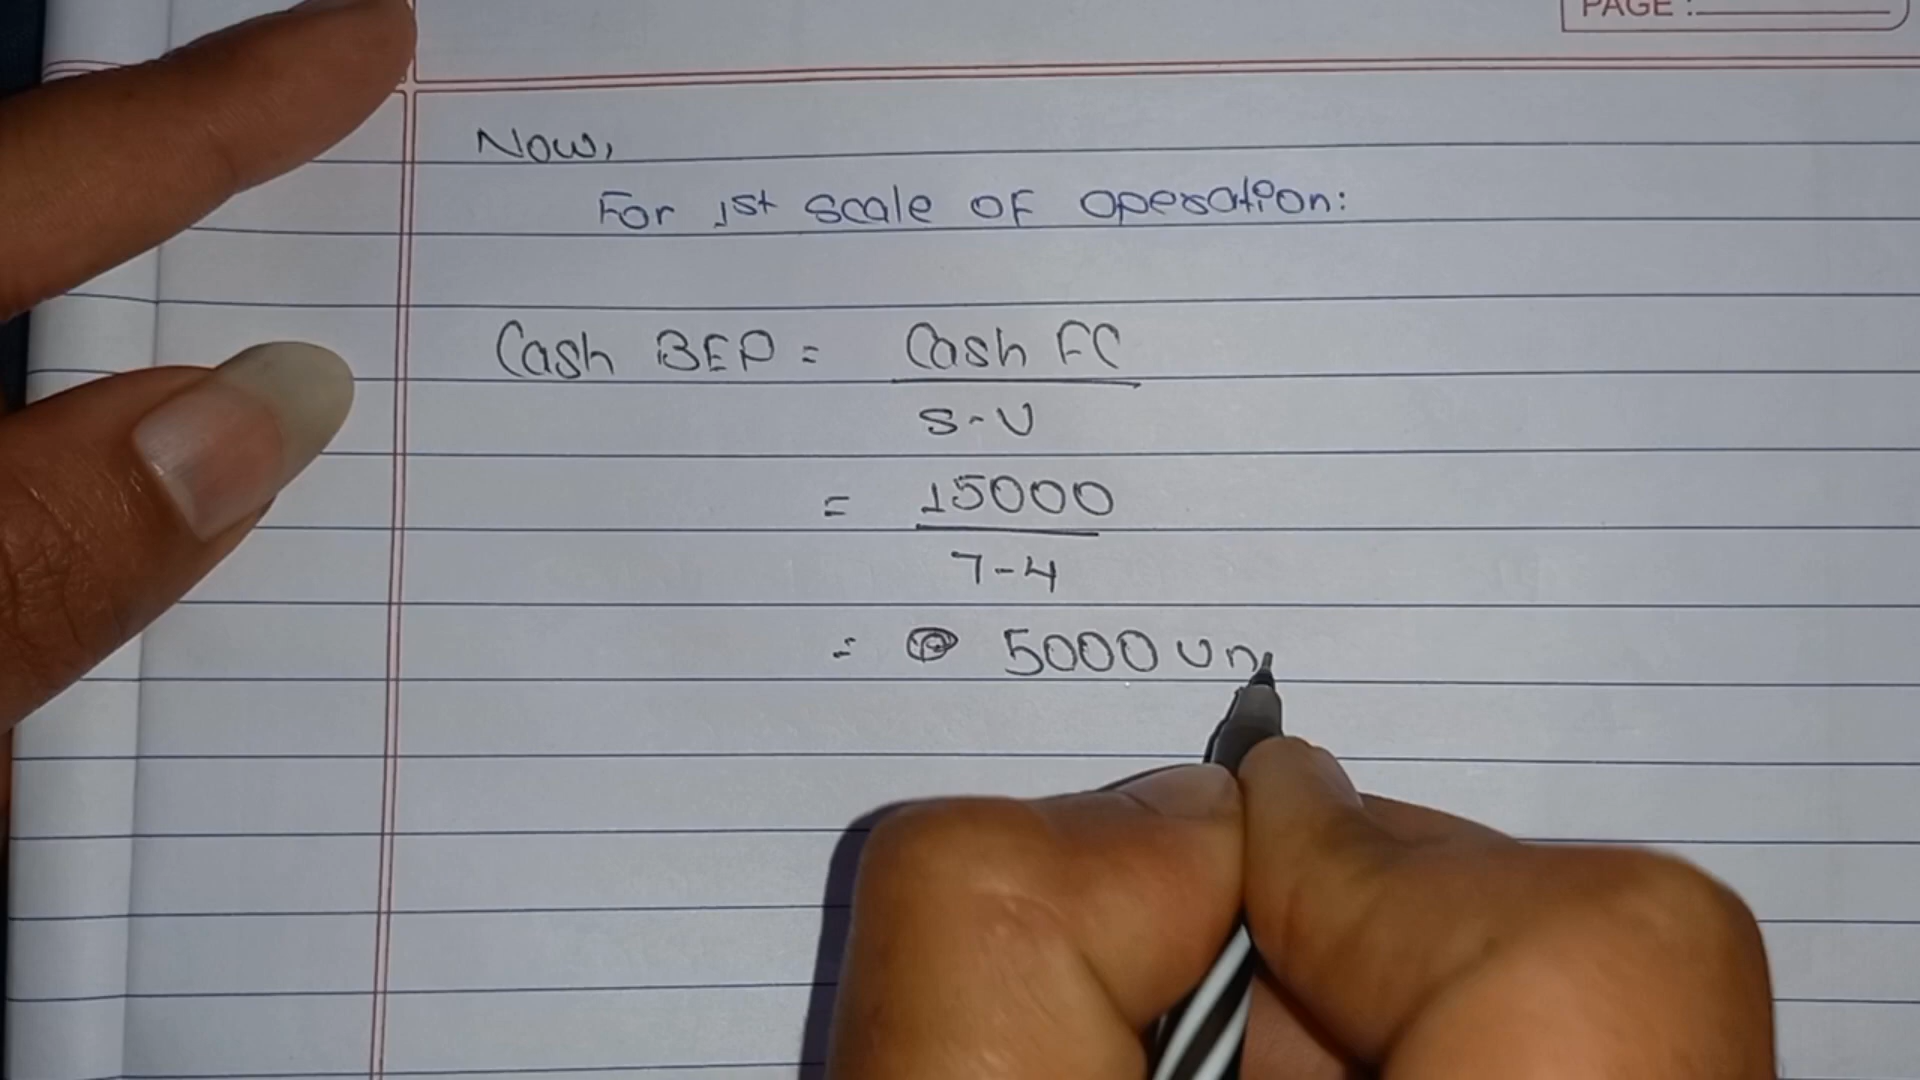 PAGE :
Now,
For 1st scale of operation:
Cash BEP = Cash FC
S-V
= 15000
7-4
= 5000 un